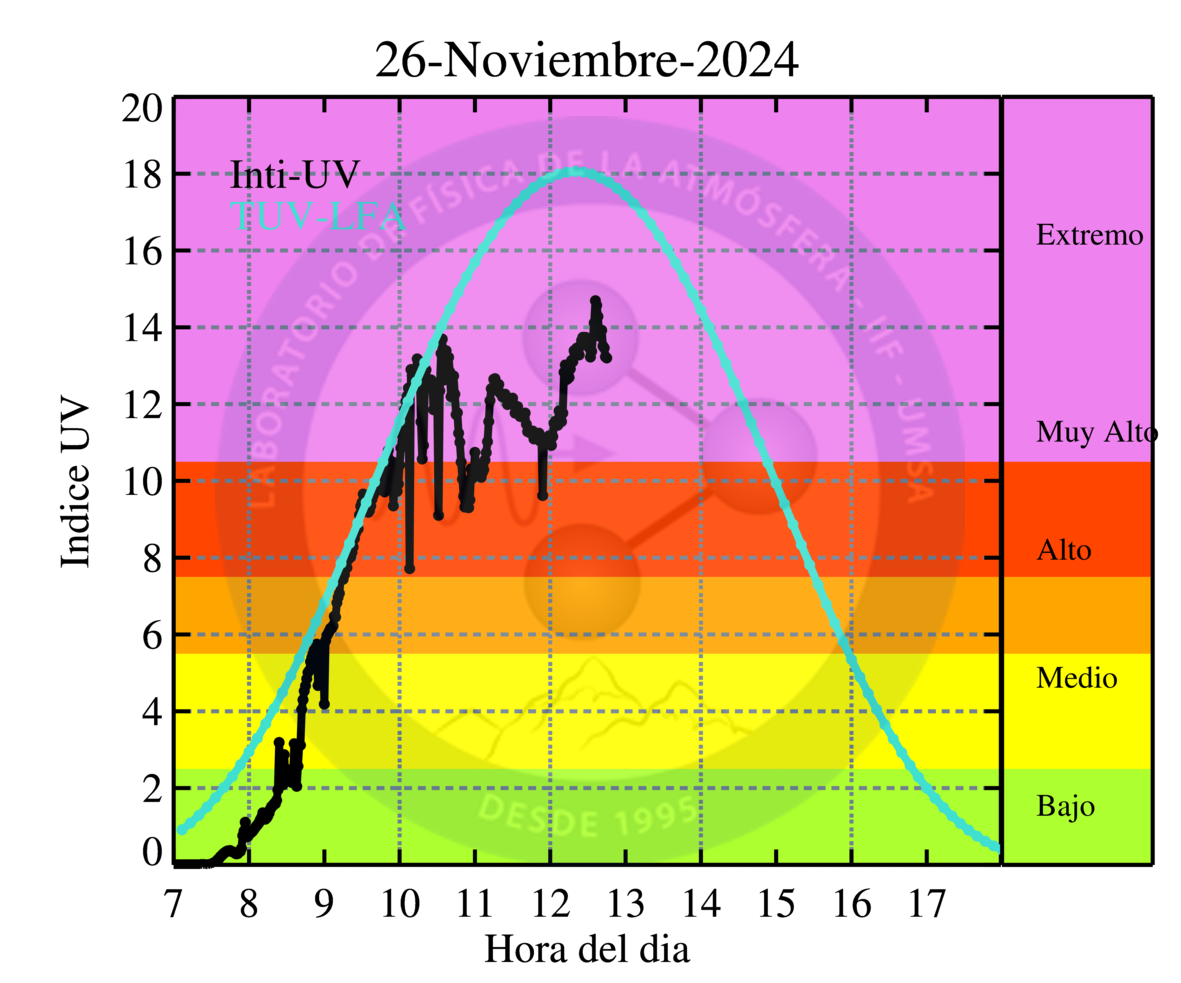 26-Noviembre-2024
20
18
16
14
12
10
8
6
4
2
0
Indice UV
Inti-UV
TUV-LFA
LABORATORIO DE FÍSICA DE LA ATMÓSFERA - IIF - UMSA
DESDE 1995
Extremo
Muy Alto
Alto
Medio
Bajo
7 8 9 10 11 12 13 14 15 16 17
Hora del dia